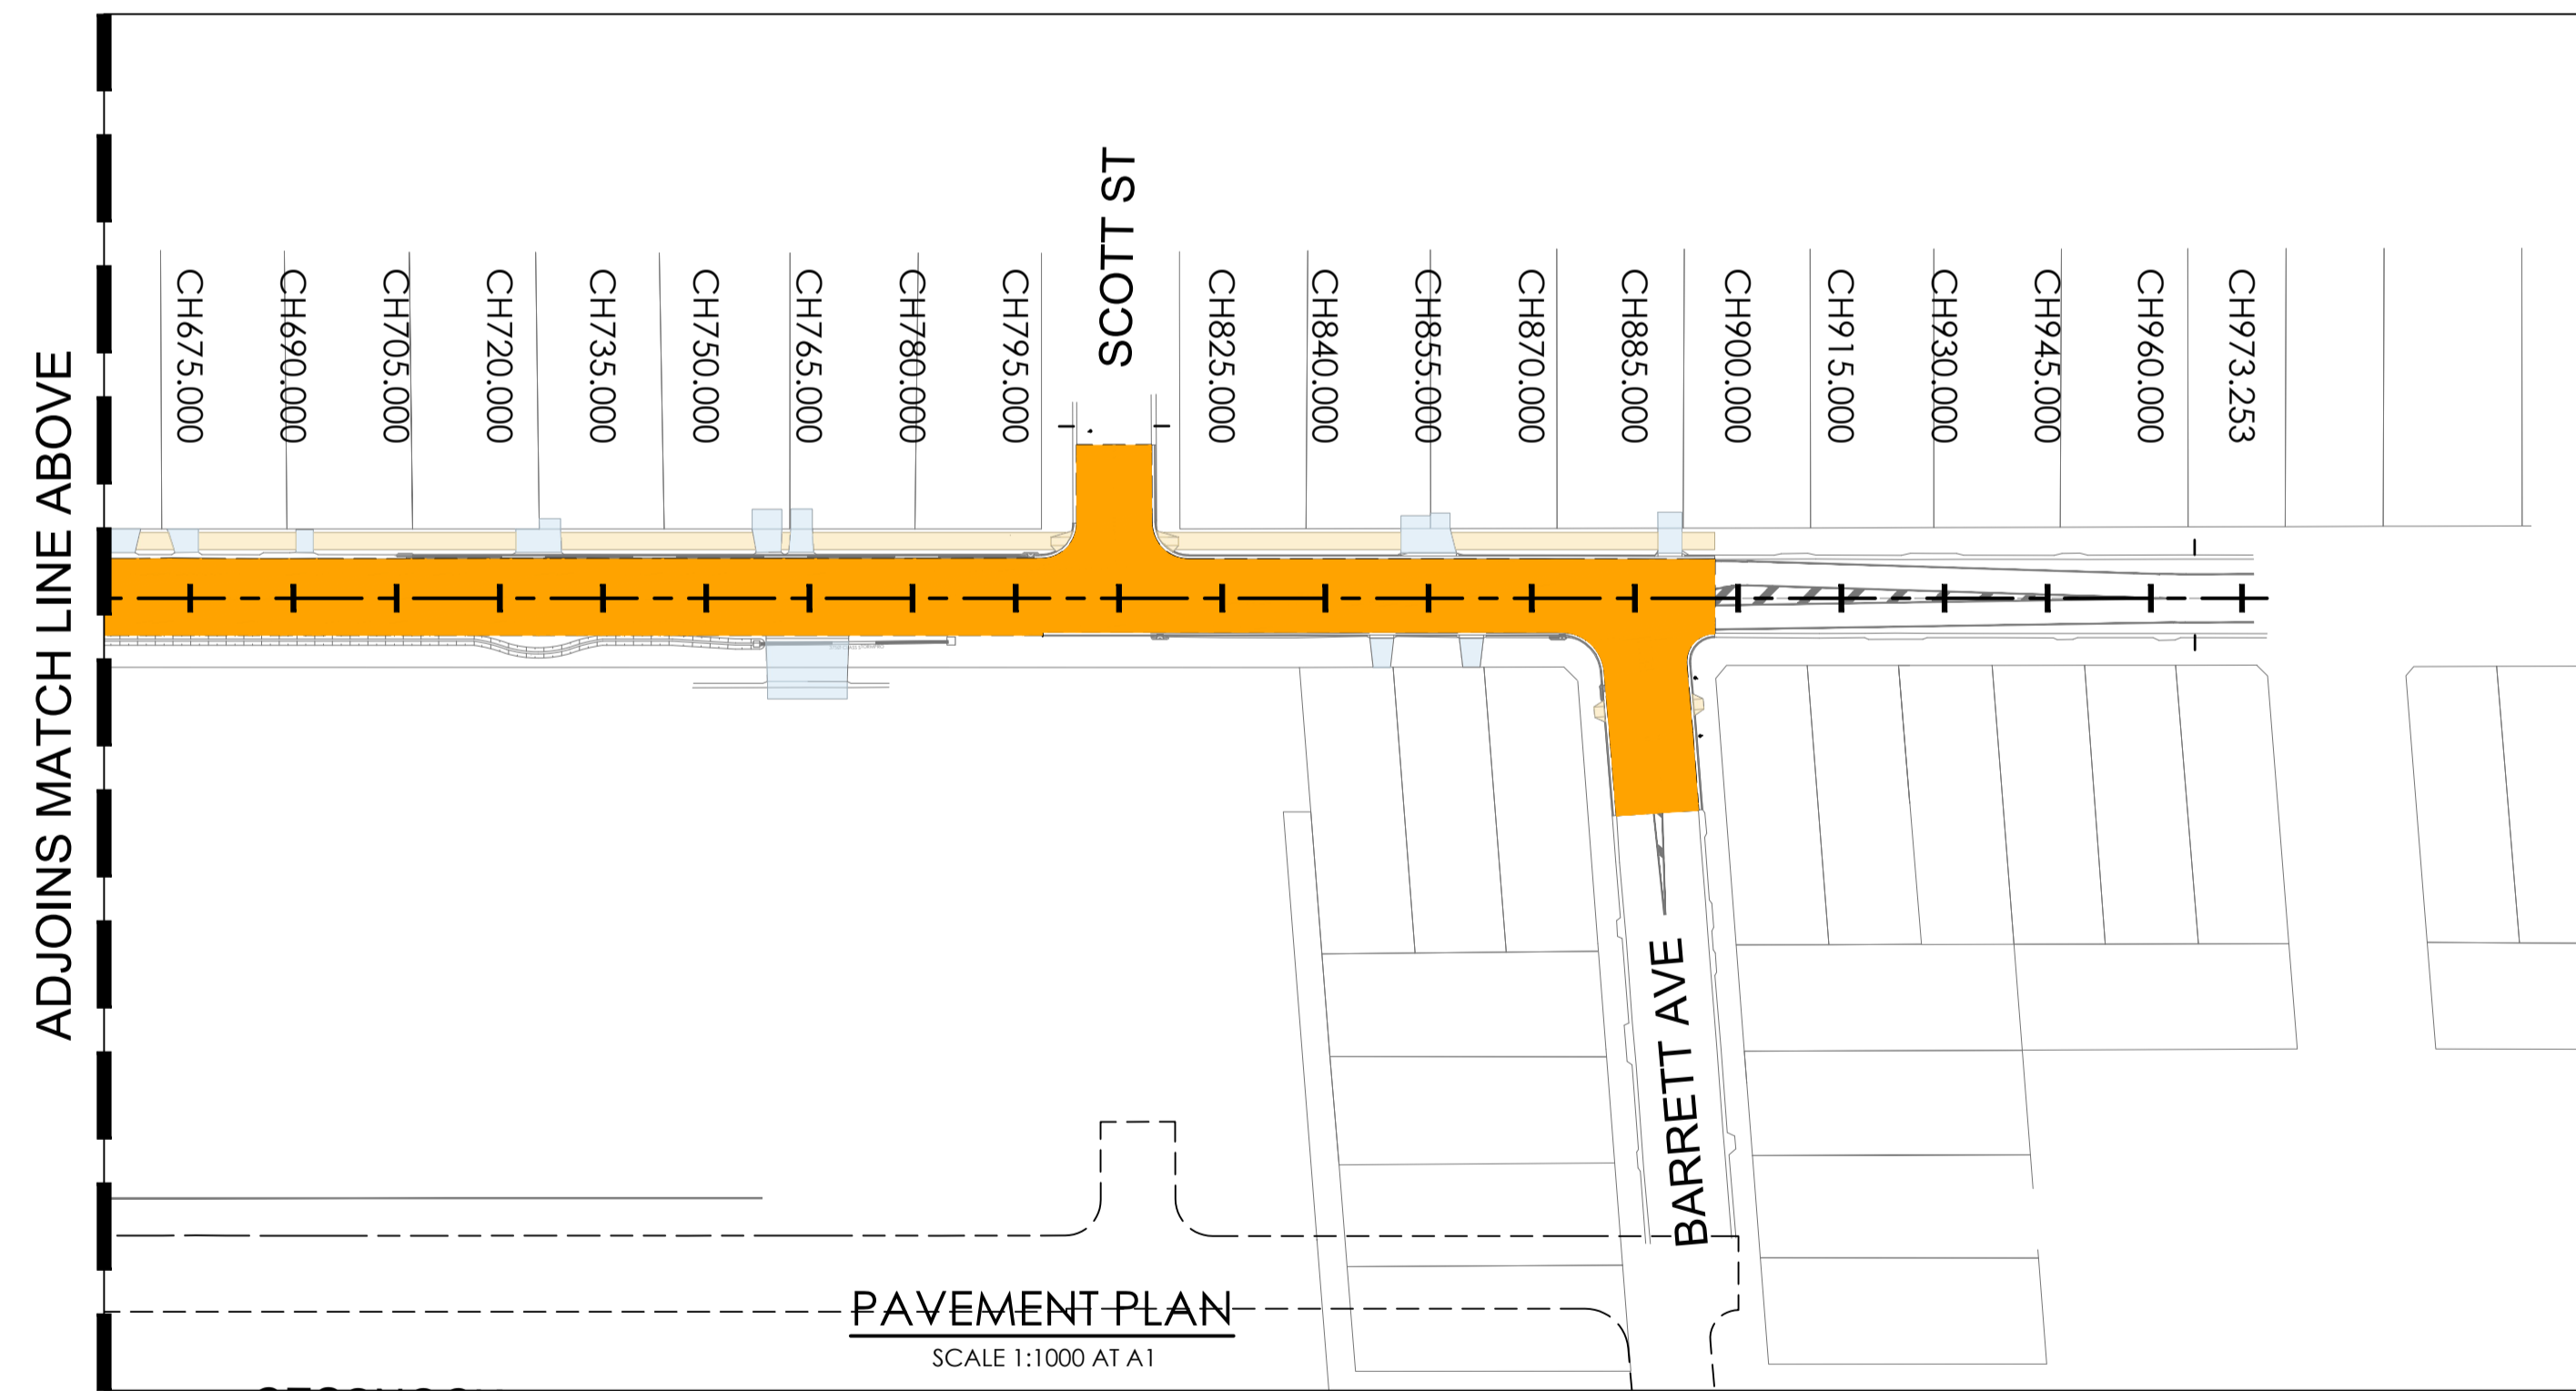 ADJOINS MATCH LINE ABOVE
SCOTT ST
CH675.000
CH690.000
CH705.000
CH720.000
CH735.000
CH750.000
CH765.000
CH780.000
CH795.000
CH825.000
CH840.000
CH855.000
CH870.000
CH885.000
CH900.000
CH915.000
CH930.000
CH945.000
CH960.000
CH973.253
BARRETT AVE
PAVEMENT PLAN
SCALE 1:1000 AT A1